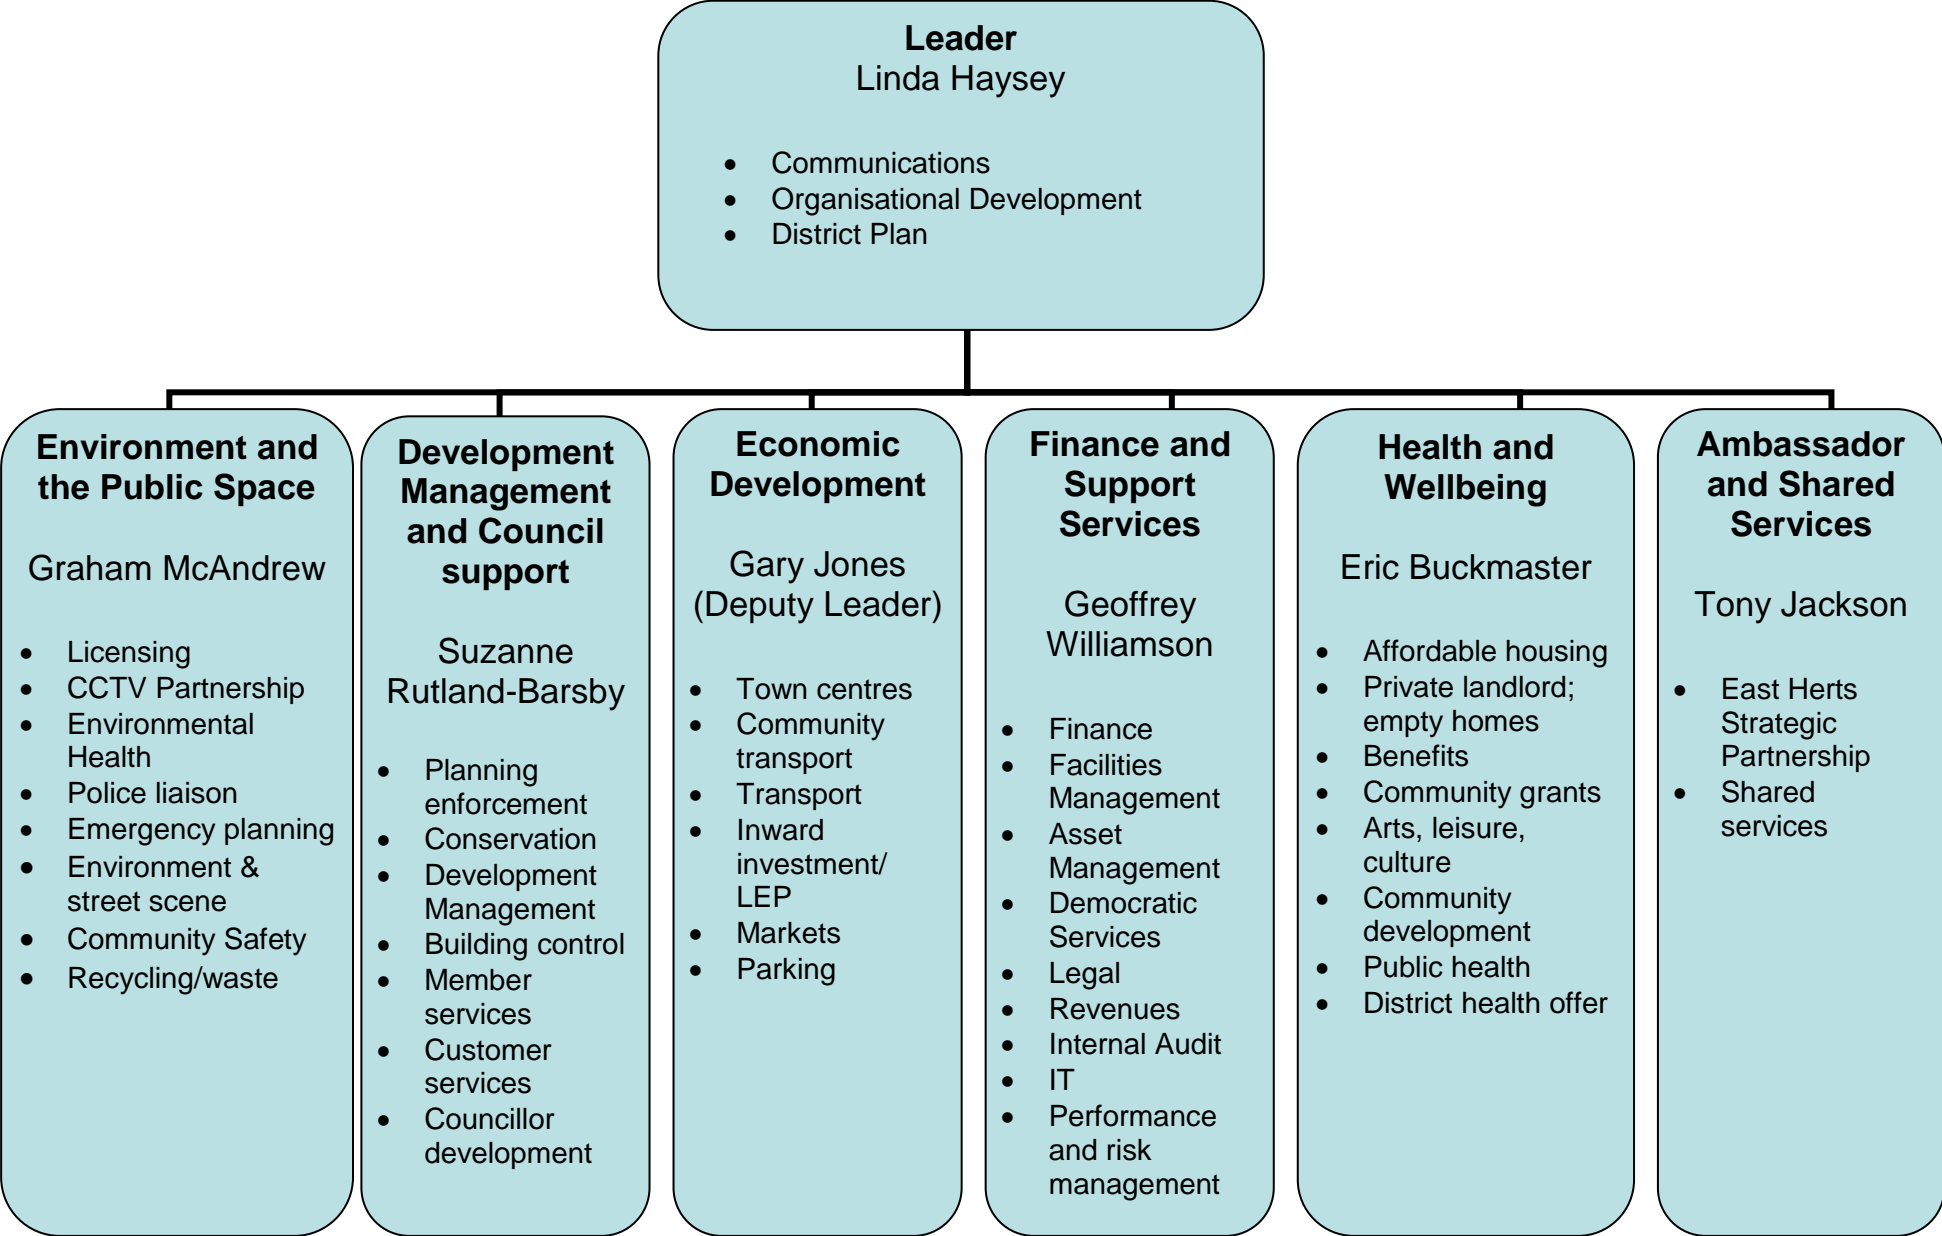 Leader
Linda Haysey
• Communications
• Organisational Development
• District Plan
Environment and
the Public Space
Graham McAndrew
• Licensing
• CCTV Partnership
• Environmental
Health
• Police liaison
• Emergency planning
• Environment &
street scene
• Community Safety
• Recycling/waste
Development
Management
and Council
support
Suzanne
Rutland-Barsby
• Planning
enforcement
• Conservation
• Development
Management
• Building control
• Member
services
• Customer
services
• Councillor
development
Economic
Development
Gary Jones
(Deputy Leader)
• Town centres
• Community
transport
• Transport
• Inward
investment/
LEP
• Markets
• Parking
Finance and
Support
Services
Geoffrey
Williamson
• Finance
• Facilities
Management
• Asset
Management
• Democratic
Services
• Legal
• Revenues
• Internal Audit
• IT
• Performance
and risk
management
Health and
Wellbeing
Eric Buckmaster
• Affordable housing
• Private landlord;
empty homes
• Benefits
• Community grants
• Arts, leisure,
culture
• Community
development
• Public health
• District health offer
Ambassador
and Shared
Services
Tony Jackson
• East Herts
Strategic
Partnership
• Shared
services